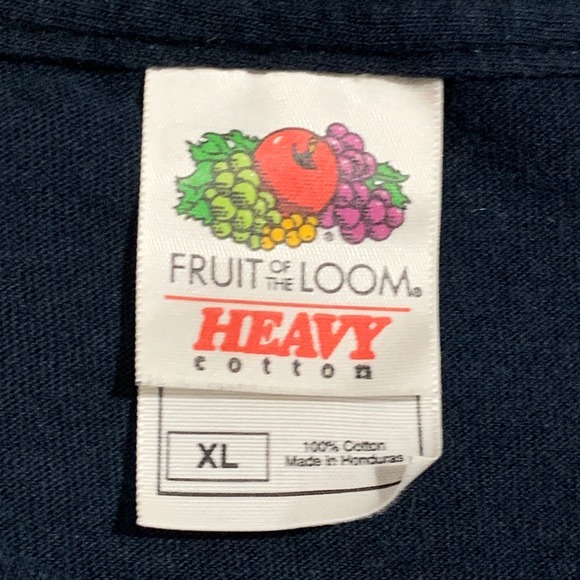 FRUIT OF THE LOOM®
HEAVY
cotton
XL
100% Cotton
Made in Honduras